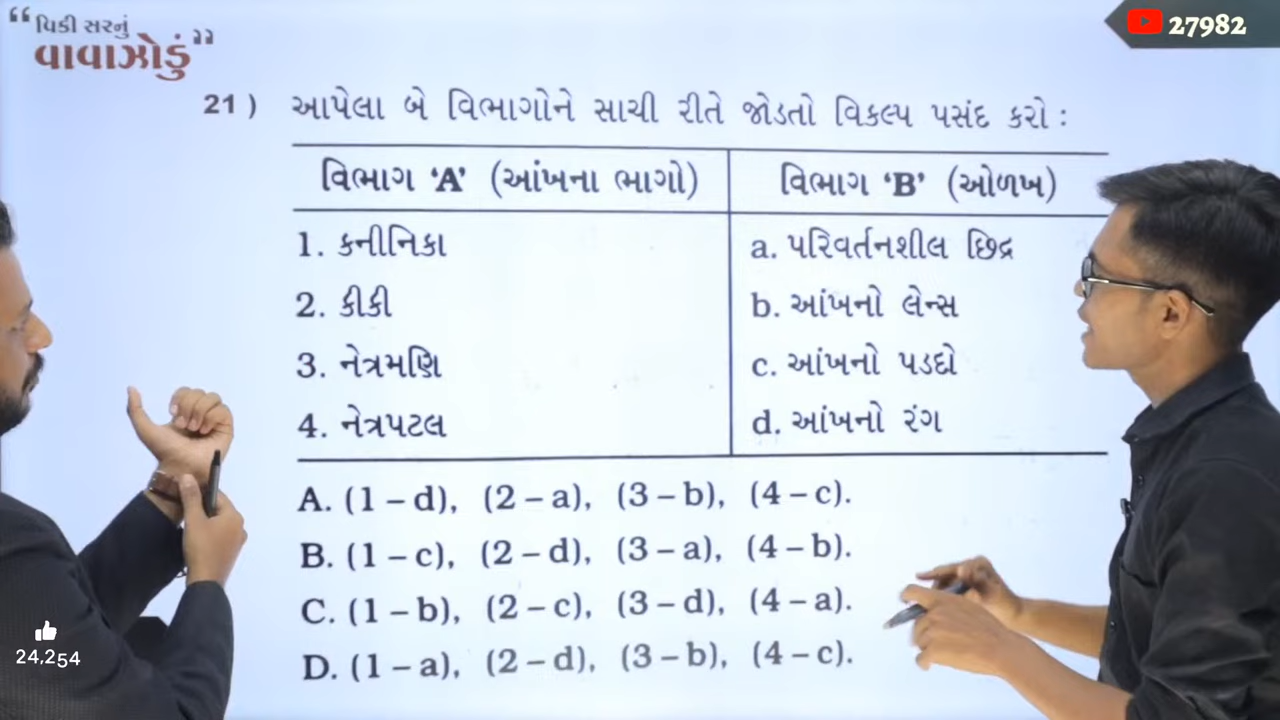 “વિકી સરનું
વાવાઝોડું”
27982
21) આપેલા બે વિભાગોને સાચી રીતે જોડતો વિકલ્પ પસંદ કરો :
વિભાગ ‘A’ (આંખના ભાગો) વિભાગ ‘B’ (ઓળખ)
1. કનીનિકા a. પરિવર્તનશીલ છિદ્ર
2. કીકી b. આંખનો લેન્સ
3. નેત્રમણિ c. આંખનો પડદો
4. નેત્રપટલ d. આંખનો રંગ
A. (1 – d), (2 – a), (3 – b), (4 – c).
B. (1 – c), (2 – d), (3 – a), (4 – b).
C. (1 – b), (2 – c), (3 – d), (4 – a).
D. (1 – a), (2 – d), (3 – b), (4 – c).
24,254